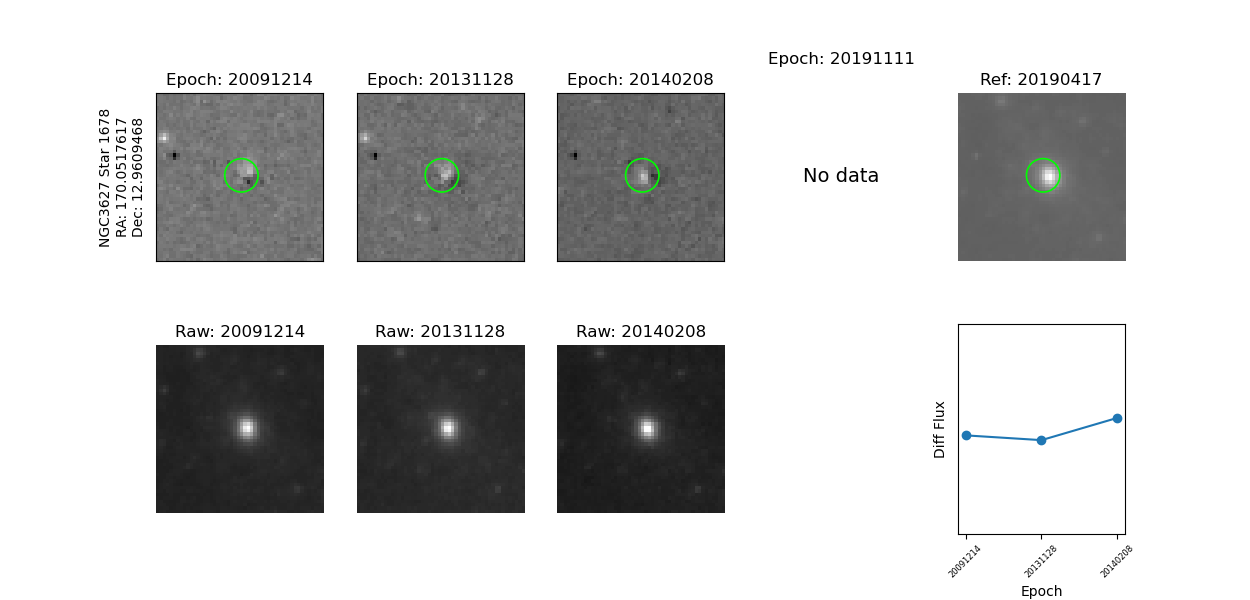 NGC3627 Star 1678
RA: 170.0517617
Dec: 12.9609468
Epoch: 20091214
Epoch: 20131128
Epoch: 20140208
Epoch: 20191111
Ref: 20190417
No data
Raw: 20091214
Raw: 20131128
Raw: 20140208
Diff Flux
20091214
20131128
20140208
Epoch